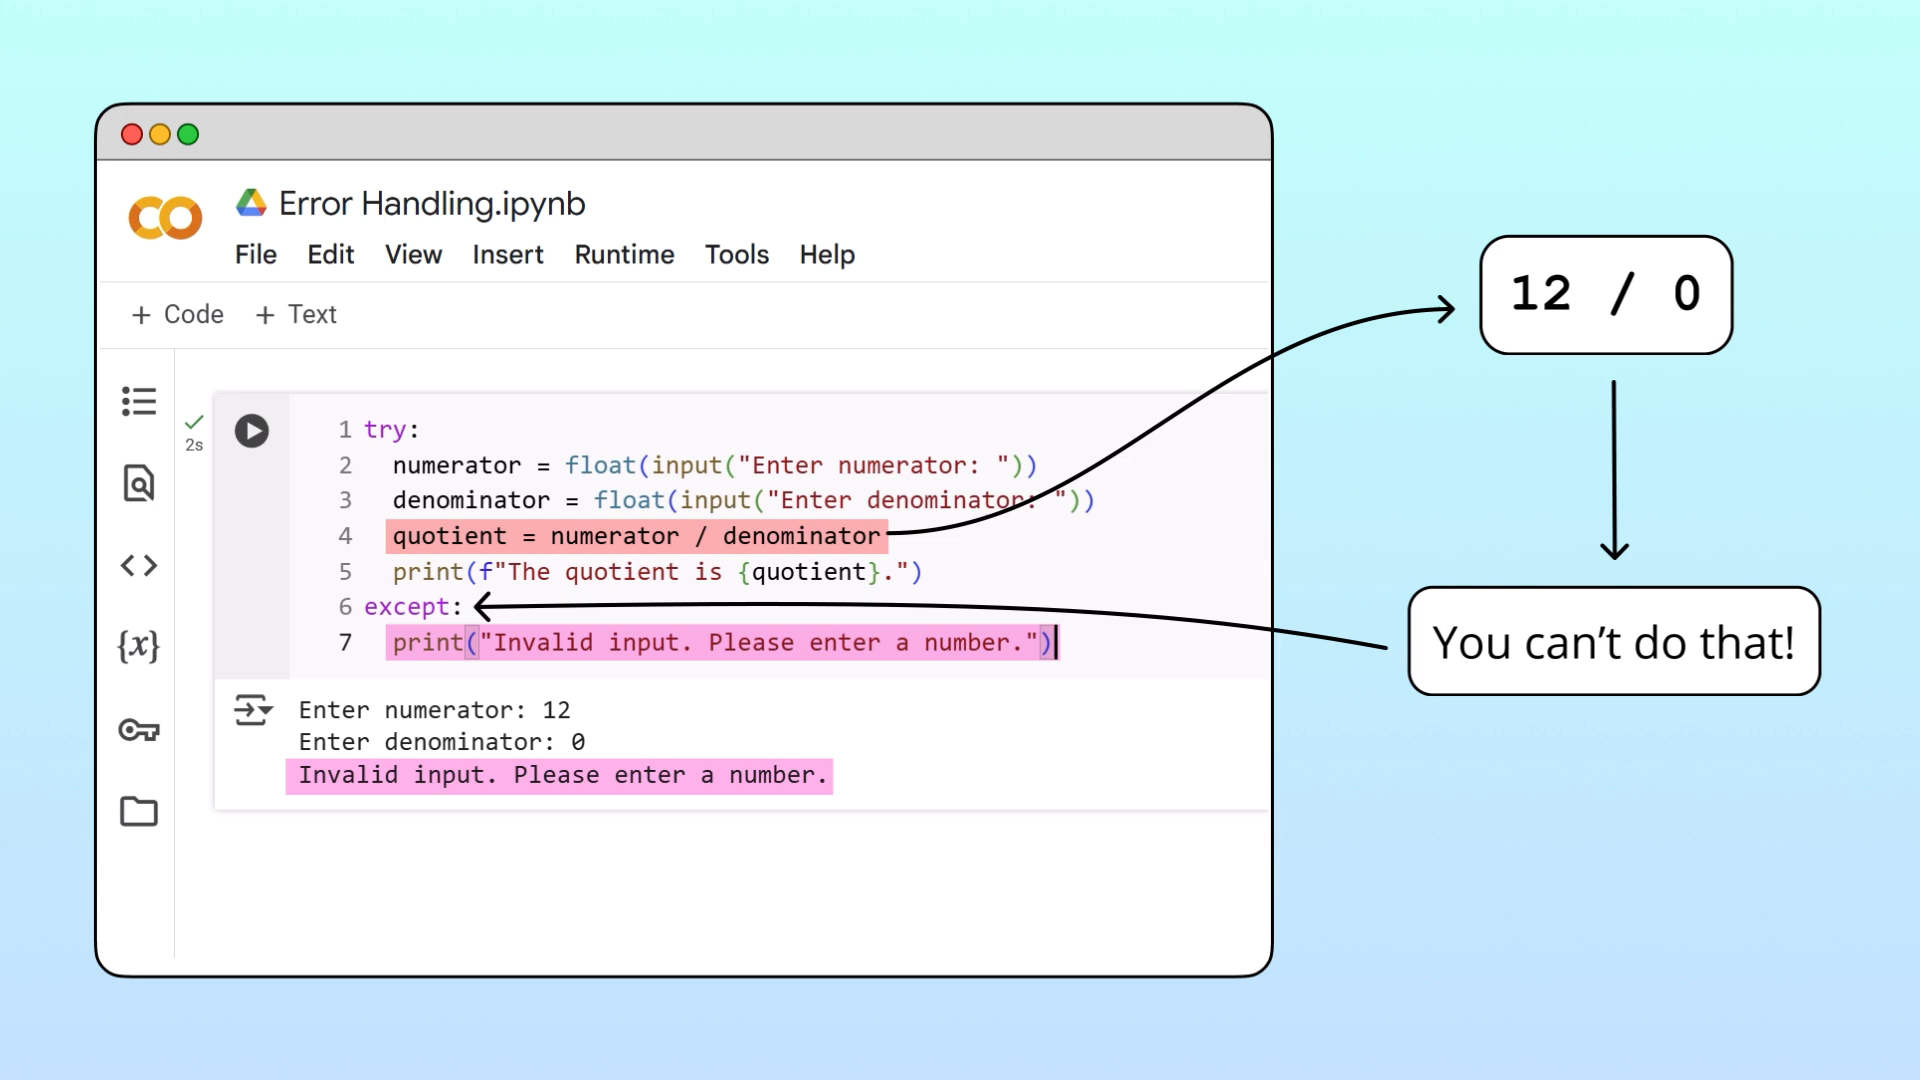 Error Handling.ipynb
File Edit View Insert Runtime Tools Help
+ Code + Text
2s
1 try:
2   numerator = float(input("Enter numerator: "))
3   denominator = float(input("Enter denominator: "))
4   quotient = numerator / denominator
5   print(f"The quotient is {quotient}.")
6 except:
7   print("Invalid input. Please enter a number.")
Enter numerator: 12
Enter denominator: 0
Invalid input. Please enter a number.
12 / 0
You can't do that!
{x}